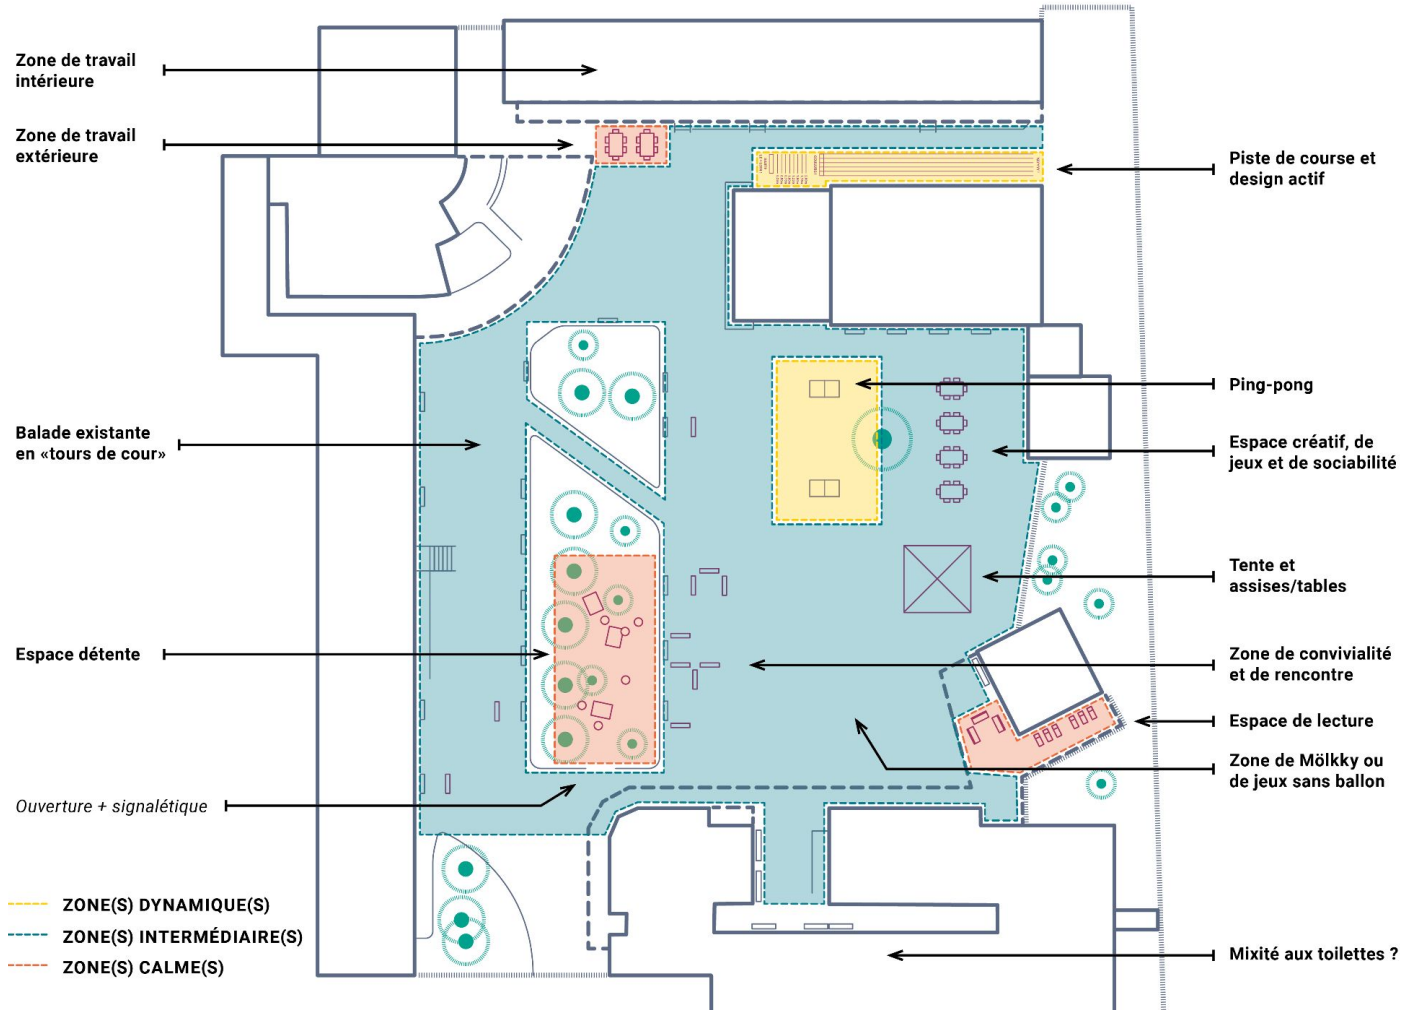 Zone de travail
intérieure
Zone de travail
extérieure
Balade existante
en «tours de cour»
Espace détente
Ouverture + signalétique
ZONE(S) DYNAMIQUE(S)
ZONE(S) INTERMÉDIAIRE(S)
ZONE(S) CALME(S)
Piste de course et
design actif
Ping-pong
Espace créatif, de
jeux et de sociabilité
Tente et
assises/tables
Zone de convivialité
et de rencontre
Espace de lecture
Zone de Mölkky ou
de jeux sans ballon
Mixité aux toilettes ?